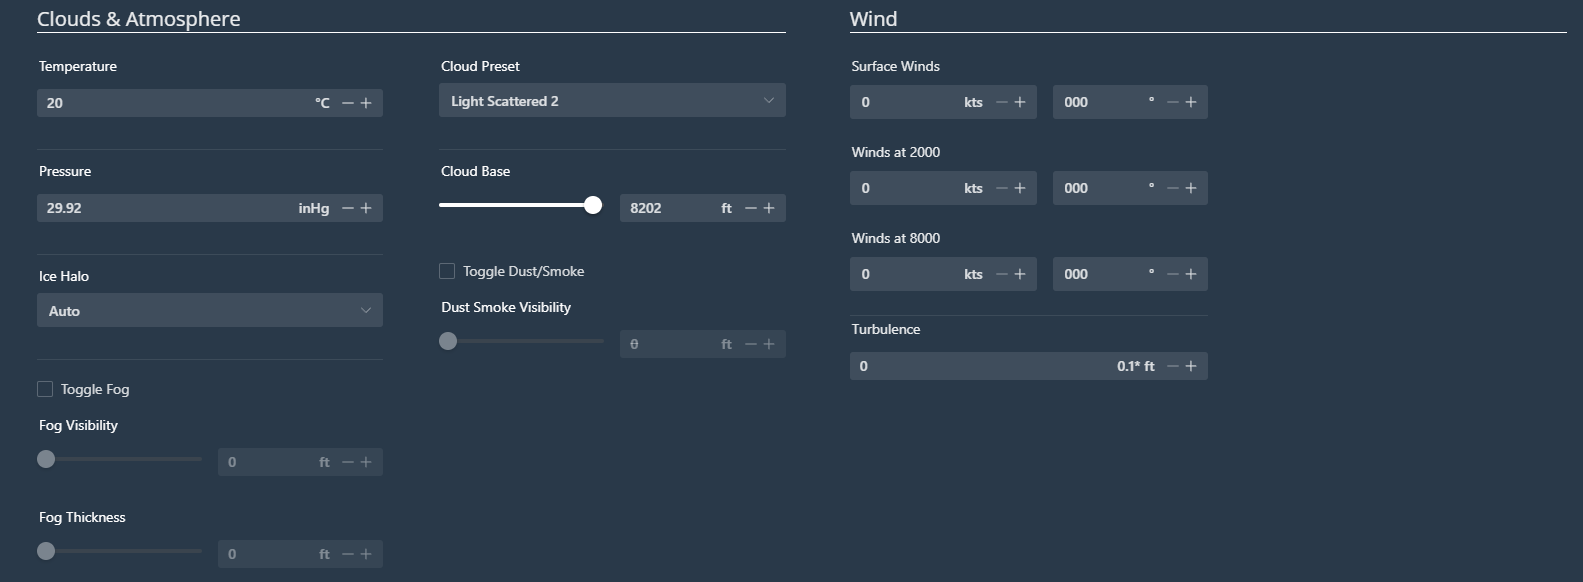 Clouds & Atmosphere
Temperature
20 °C
Pressure
29.92 inHg
Ice Halo
Auto
Toggle Fog
Fog Visibility
0 ft
Fog Thickness
0 ft
Cloud Preset
Light Scattered 2
Cloud Base
8202 ft
Toggle Dust/Smoke
Dust Smoke Visibility
0 ft
Wind
Surface Winds
0 kts 000 °
Winds at 2000
0 kts 000 °
Winds at 8000
0 kts 000 °
Turbulence
0 0.1* ft